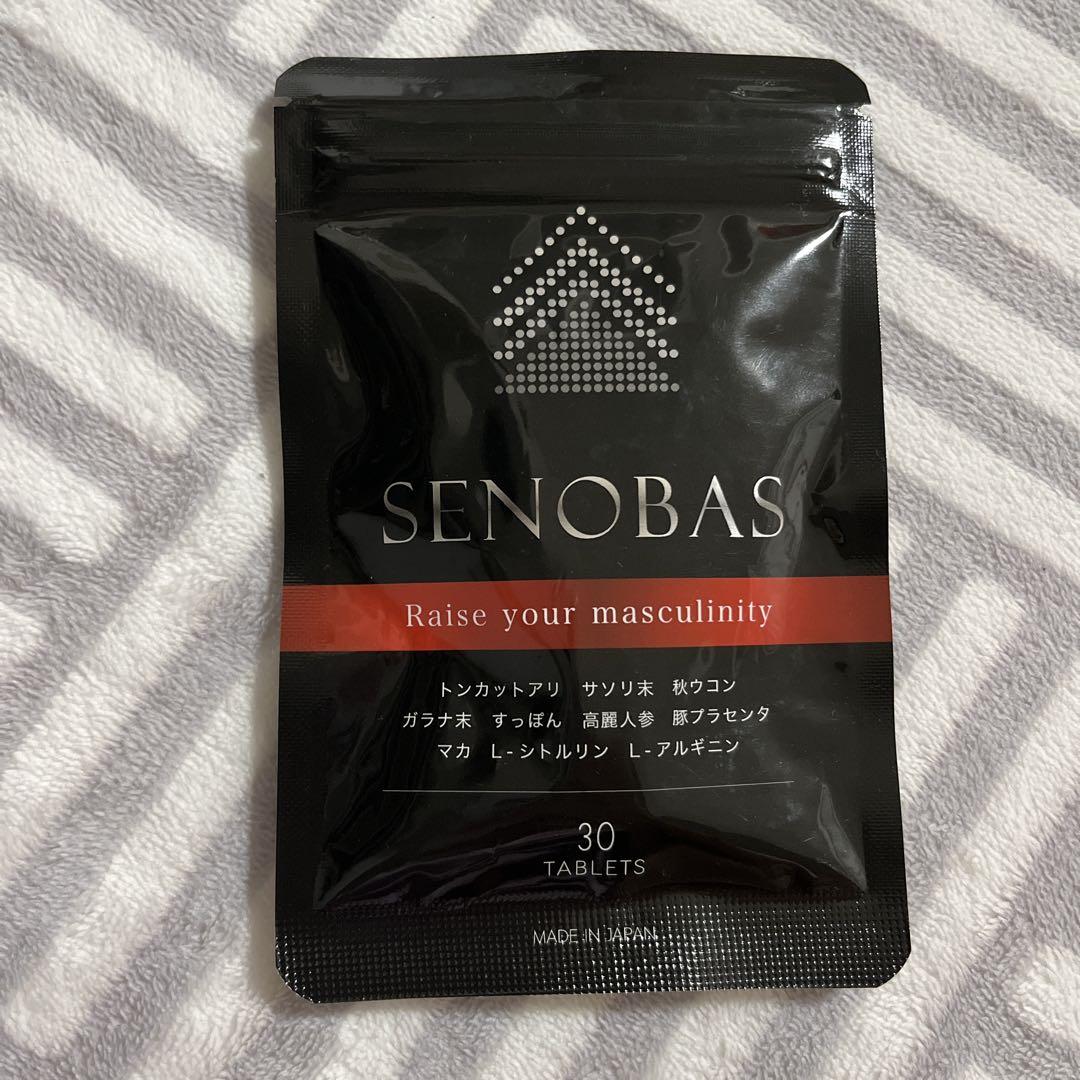 SENOBAS
Raise your masculinity
トンカットアリ サソリ末 秋ウコン
ガラナ末 すっぽん 高麗人参 豚プラセンタ
マカ L-シトルリン L-アルギニン
30
TABLETS
MADE IN JAPAN